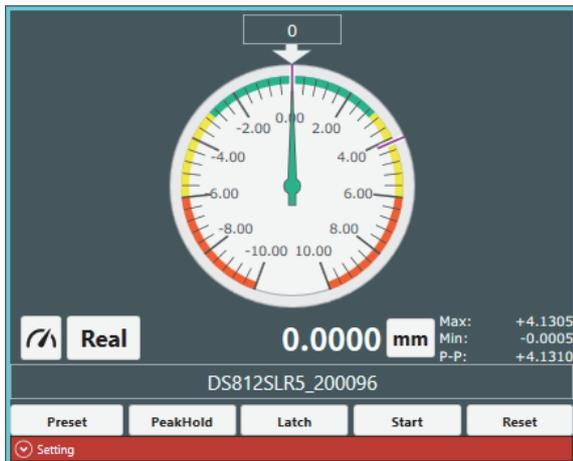 0
0.00
-2.00 2.00
-4.00 4.00
-6.00 6.00
-8.00 8.00
-10.00 10.00
Real 0.0000 mm
Max: +4.1305
Min: -0.0005
P-P: +4.1310
DS812SLR5_200096
Preset PeakHold Latch Start Reset
Setting